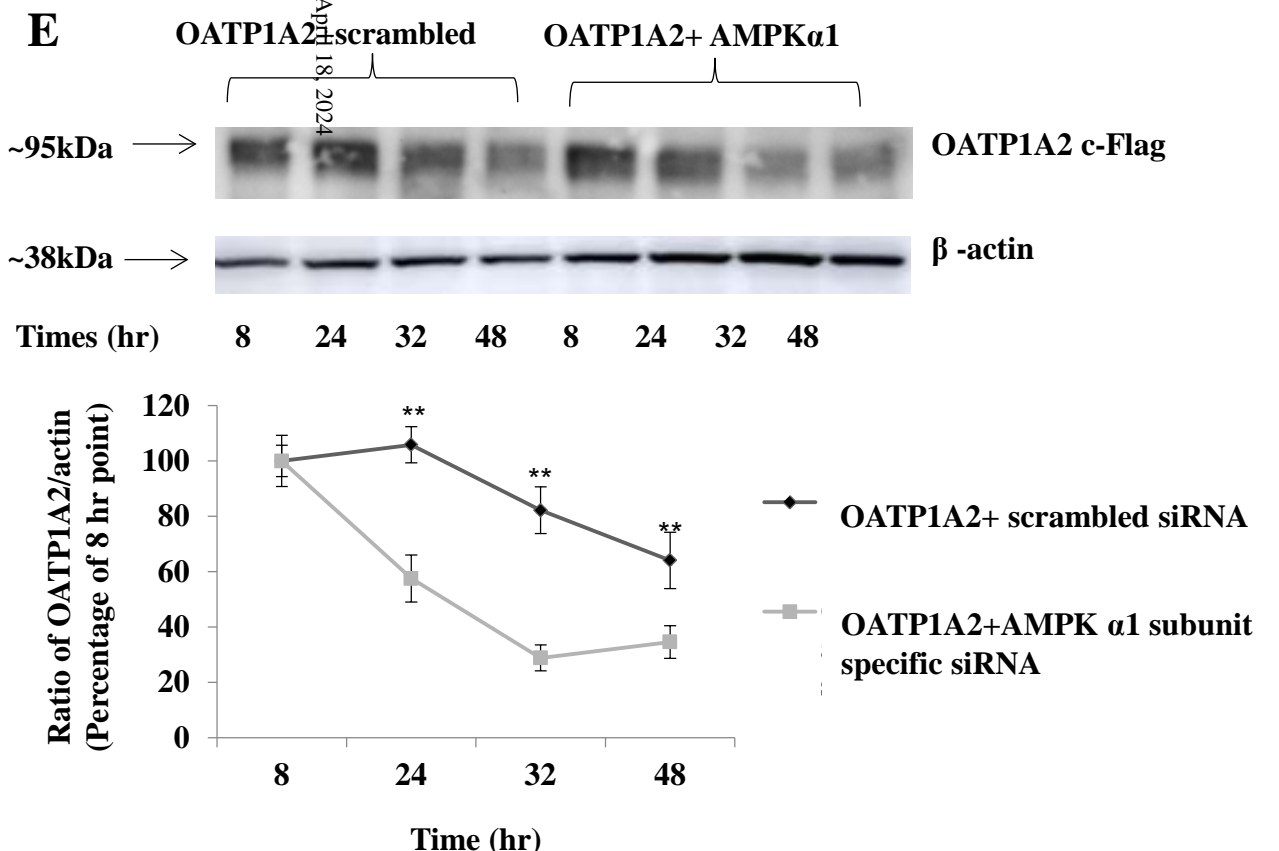 E
OATP1A2+scrambled
OATP1A2+ AMPKα1
April 18, 2024
~95kDa
OATP1A2 c-Flag
~38kDa
β -actin
Times (hr) 8 24 32 48 8 24 32 48
Ratio of OATP1A2/actin
(Percentage of 8 hr point)
120
100
80
60
40
20
0
**
**
**
8 24 32 48
Time (hr)
OATP1A2+ scrambled siRNA
OATP1A2+AMPK α1 subunit
specific siRNA